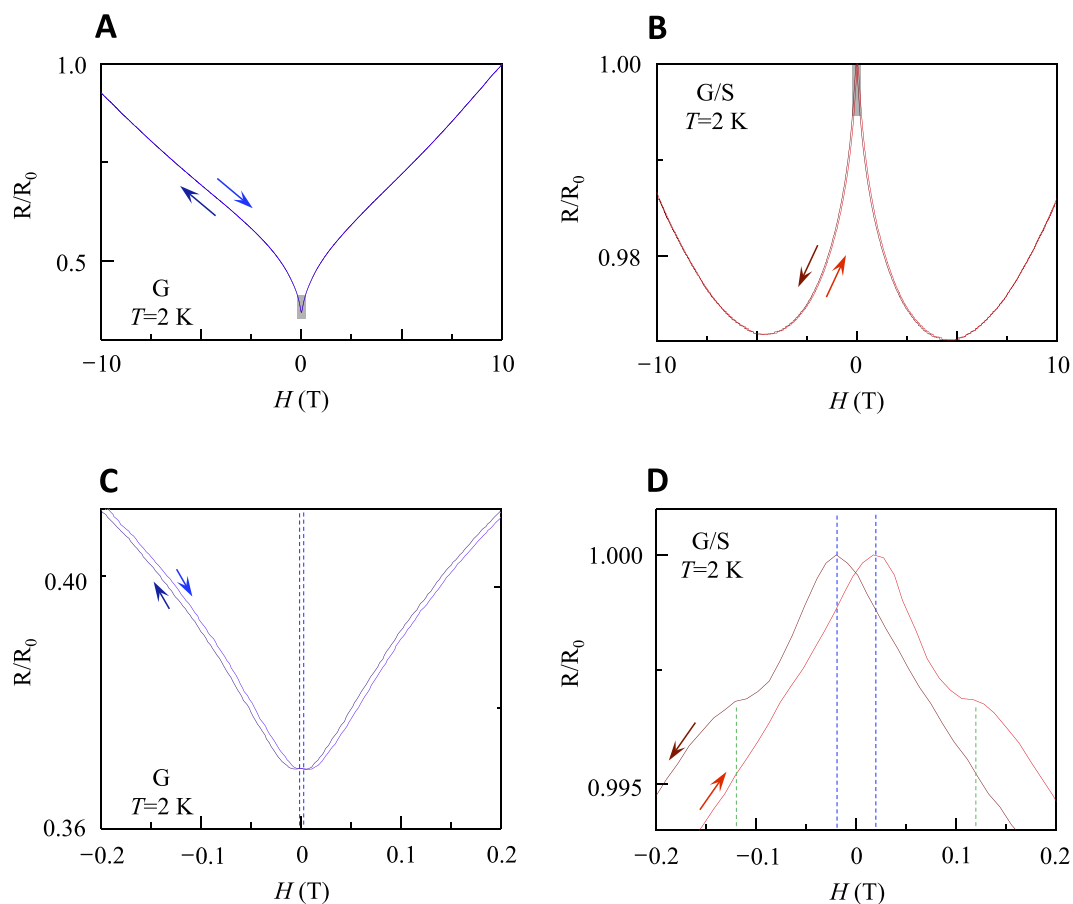 A
1.0
R/R0
0.5
G
T=2 K
−10
0
10
H (T)
B
1.00
G/S
T=2 K
R/R0
0.98
−10
0
10
H (T)
C
0.40
R/R0
G
T=2 K
0.36
−0.2
−0.1
0
0.1
0.2
H (T)
D
1.000
G/S
T=2 K
R/R0
0.995
−0.2
−0.1
0
0.1
0.2
H (T)